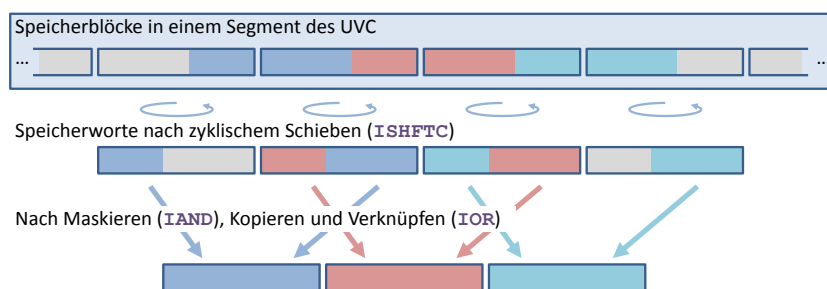 Speicherblöcke in einem Segment des UVC
... ...
Speicherworte nach zyklischem Schieben (ISHFTC)
Nach Maskieren (IAND), Kopieren und Verknüpfen (IOR)